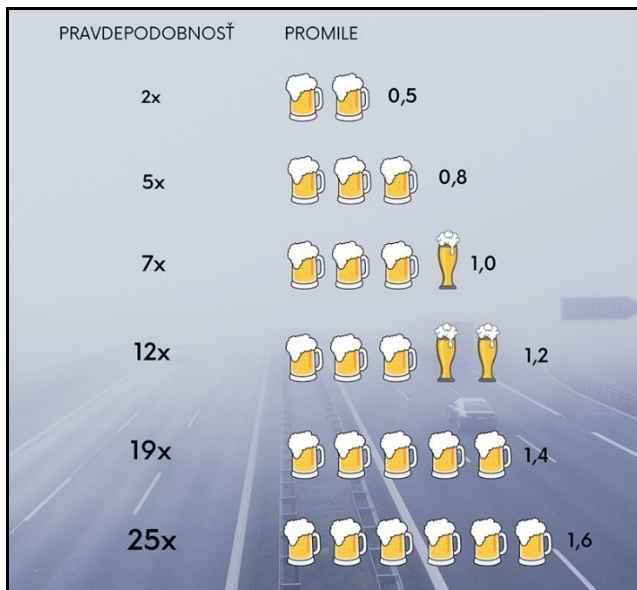 PRAVDEPODOBNOSŤ PROMILE
2x 0,5
5x 0,8
7x 1,0
12x 1,2
19x 1,4
25x 1,6
Ausfahrt